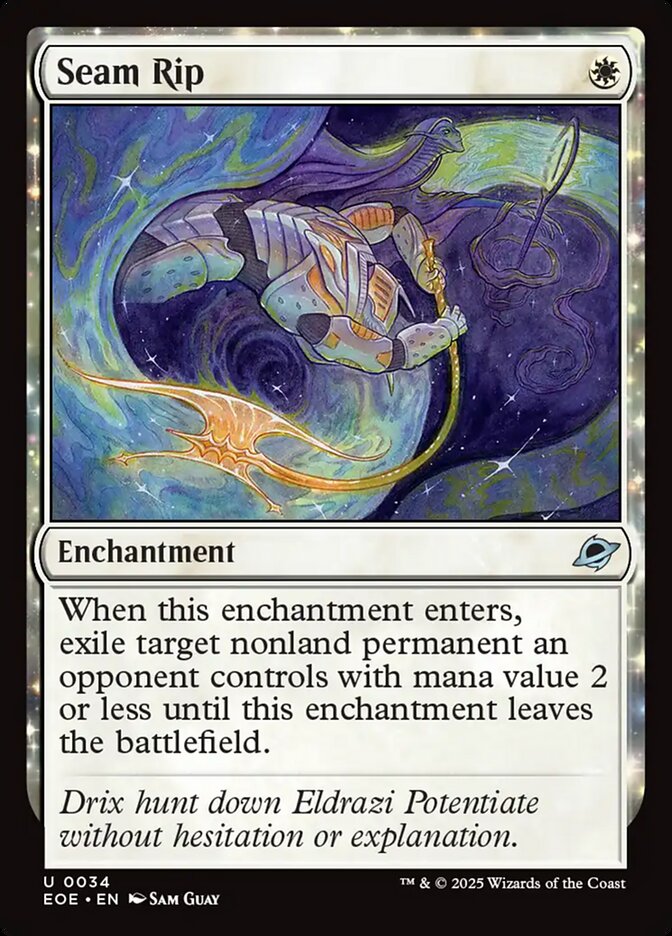 Seam Rip
Enchantment
When this enchantment enters,
exile target nonland permanent an
opponent controls with mana value 2
or less until this enchantment leaves
the battlefield.
Drix hunt down Eldrazi Potentiate
without hesitation or explanation.
U 0034
EOE • EN Sam Guay
™ & © 2025 Wizards of the Coast